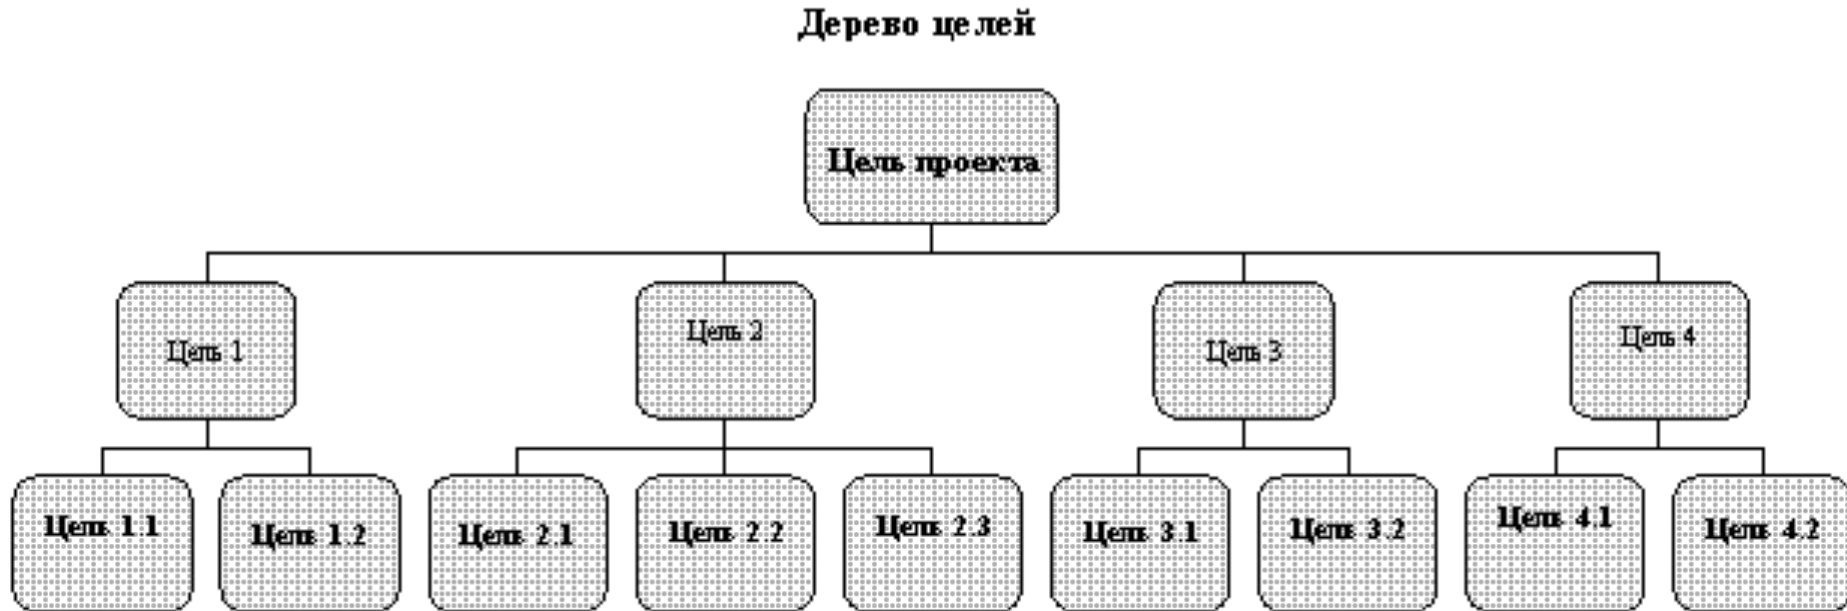 Дерево целей
Цель проекта
Цель 1
Цель 2
Цель 3
Цель 4
Цель 1.1
Цель 1.2
Цель 2.1
Цель 2.2
Цель 2.3
Цель 3.1
Цель 3.2
Цель 4.1
Цель 4.2